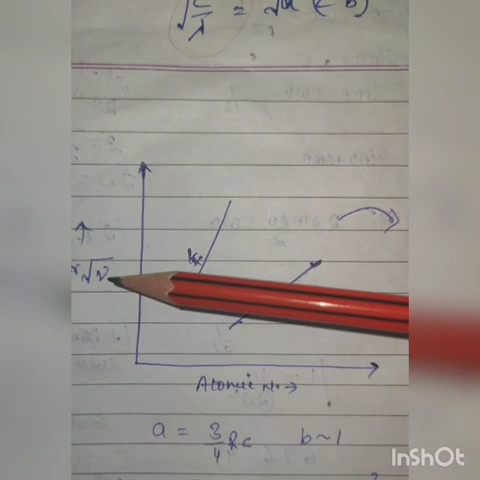 √c/λ = √a (z - b)
√ν
Kα
Atomic No. →
a = 3/4 Rc b ~ 1
InShOt